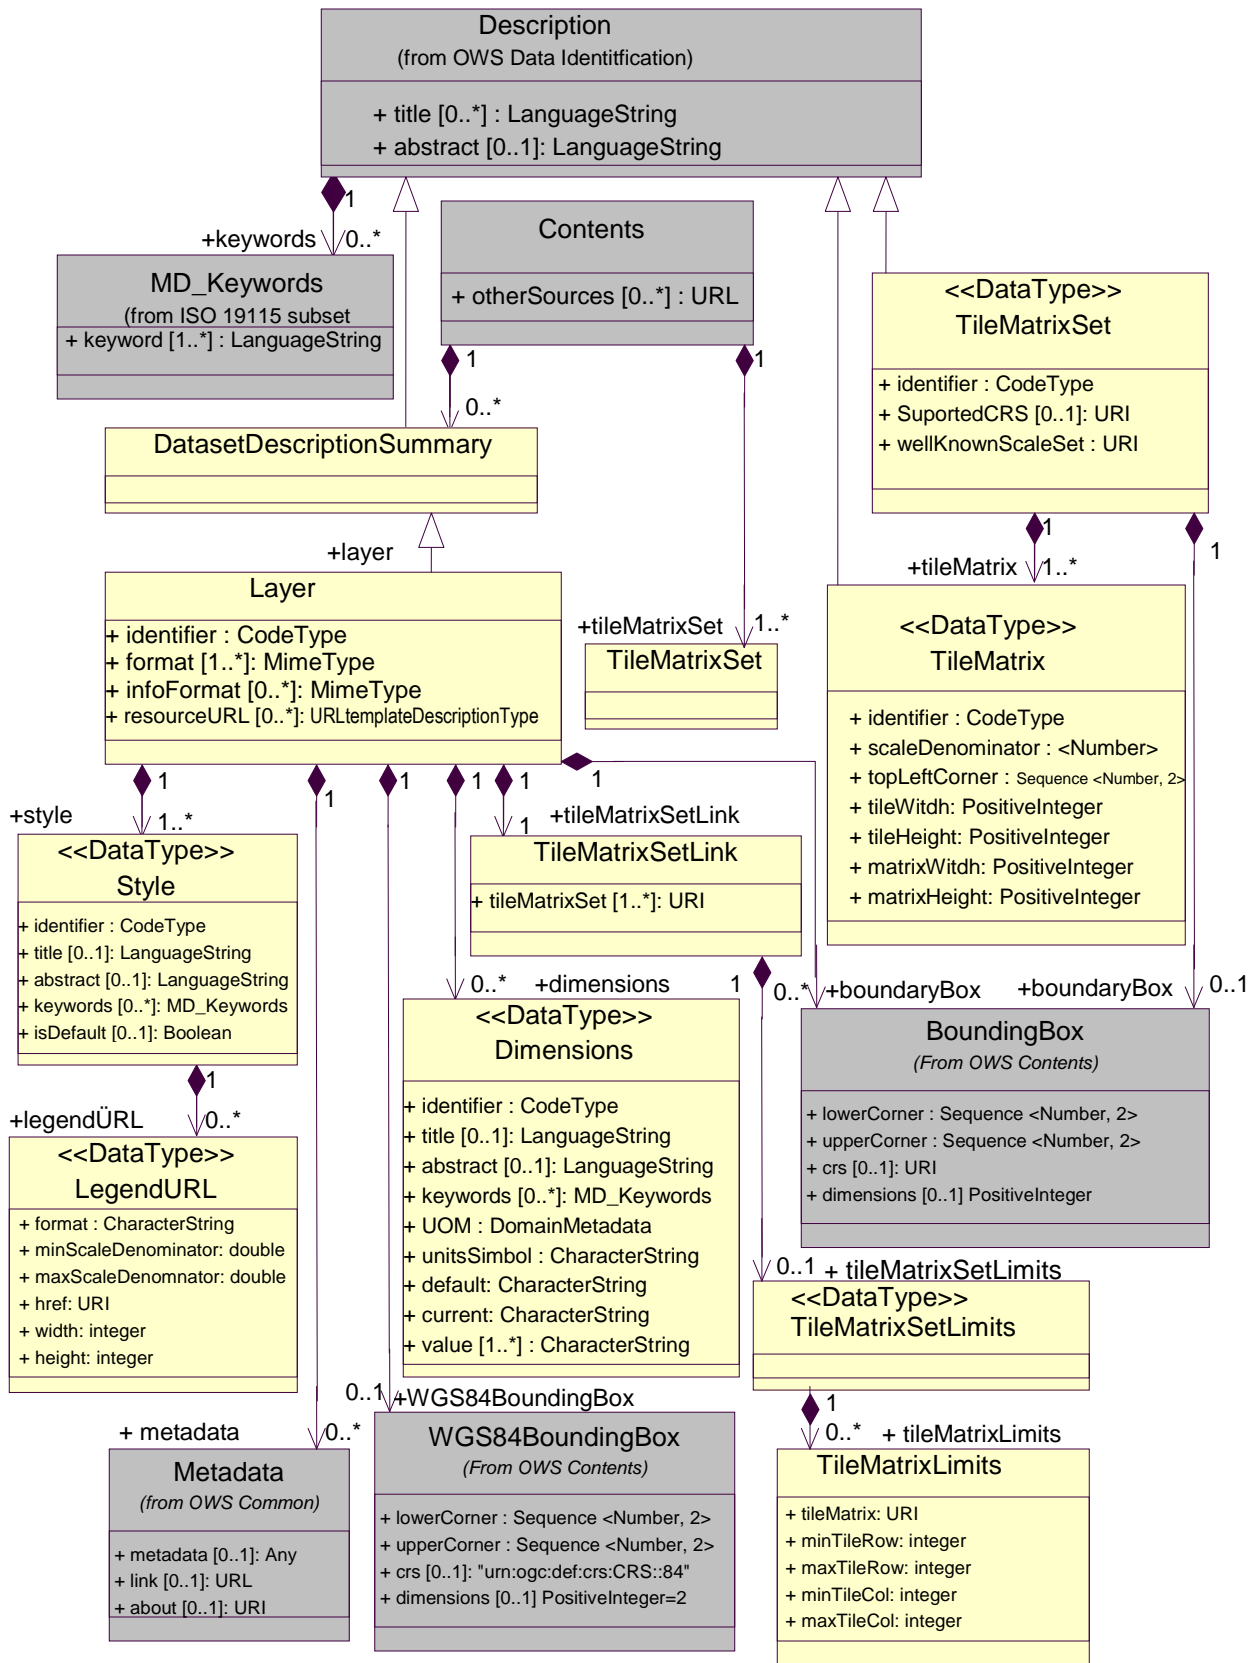 Description
(from OWS Data Identitfication)
+ title [0..*] : LanguageString
+ abstract [0..1]: LanguageString
1
+keywords
0..*
MD_Keywords
(from ISO 19115 subset
+ keyword [1..*] : LanguageString
Contents
+ otherSources [0..*] : URL
1
1
0..*
<<DataType>>
TileMatrixSet
+ identifier : CodeType
+ SuportedCRS [0..1]: URI
+ wellKnownScaleSet : URI
1
1
DatasetDescriptionSummary
+layer
Layer
+ identifier : CodeType
+ format [1..*]: MimeType
+ infoFormat [0..*]: MimeType
+ resourceURL [0..*]: URLtemplateDescriptionType
+tileMatrixSet
1..*
TileMatrixSet
+tileMatrix
1..*
<<DataType>>
TileMatrix
+ identifier : CodeType
+ scaleDenominator : <Number>
+ topLeftCorner : Sequence <Number, 2>
+ tileWitdh: PositiveInteger
+ tileHeight: PositiveInteger
+ matrixWitdh: PositiveInteger
+ matrixHeight: PositiveInteger
1
1
1
1
1
1
+style
1..*
<<DataType>>
Style
+ identifier : CodeType
+ title [0..1]: LanguageString
+ abstract [0..1]: LanguageString
+ keywords [0..*]: MD_Keywords
+ isDefault [0..1]: Boolean
1
1
+tileMatrixSetLink
TileMatrixSetLink
+ tileMatrixSet [1..*]: URI
1
0..*
+dimensions
<<DataType>>
Dimensions
+ identifier : CodeType
+ title [0..1]: LanguageString
+ abstract [0..1]: LanguageString
+ keywords [0..*]: MD_Keywords
+ UOM : DomainMetadata
+ unitsSimbol : CharacterString
+ default: CharacterString
+ current: CharacterString
+ value [1..*] : CharacterString
0..*
+boundaryBox
+boundaryBox
0..1
BoundingBox
(From OWS Contents)
+ lowerCorner : Sequence <Number, 2>
+ upperCorner : Sequence <Number, 2>
+ crs [0..1]: URI
+ dimensions [0..1] PositiveInteger
+legendÜRL
0..*
<<DataType>>
LegendURL
+ format : CharacterString
+ minScaleDenominator: double
+ maxScaleDenomnator: double
+ href: URI
+ width: integer
+ height: integer
0..1
+ tileMatrixSetLimits
<<DataType>>
TileMatrixSetLimits
1
0..*
+ tileMatrixLimits
TileMatrixLimits
+ tileMatrix: URI
+ minTileRow: integer
+ maxTileRow: integer
+ minTileCol: integer
+ maxTileCol: integer
+ metadata
0..*
Metadata
(from OWS Common)
+ metadata [0..1]: Any
+ link [0..1]: URL
+ about [0..1]: URI
0..1
+WGS84BoundingBox
WGS84BoundingBox
(From OWS Contents)
+ lowerCorner : Sequence <Number, 2>
+ upperCorner : Sequence <Number, 2>
+ crs [0..1]: "urn:ogc:def:crs:CRS::84"
+ dimensions [0..1] PositiveInteger=2